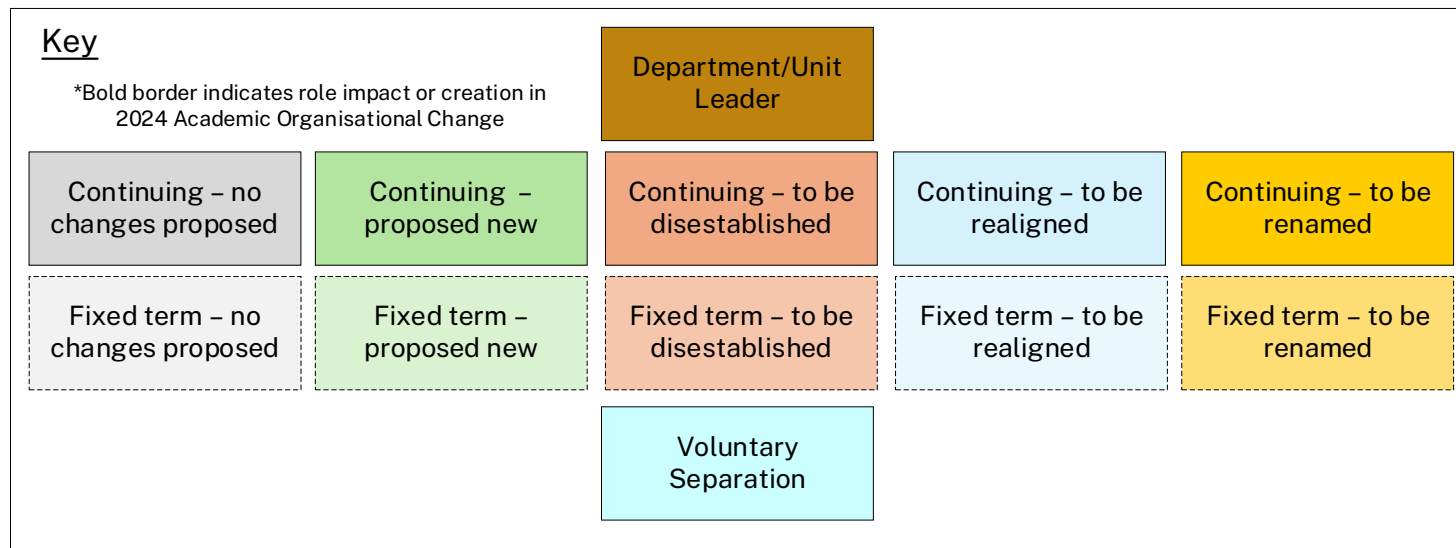 Key
*Bold border indicates role impact or creation in
2024 Academic Organisational Change
Department/Unit
Leader
Continuing – no
changes proposed
Continuing –
proposed new
Continuing – to be
disestablished
Continuing – to be
realigned
Continuing – to be
renamed
Fixed term – no
changes proposed
Fixed term –
proposed new
Fixed term – to be
disestablished
Fixed term – to be
realigned
Fixed term – to be
renamed
Voluntary
Separation